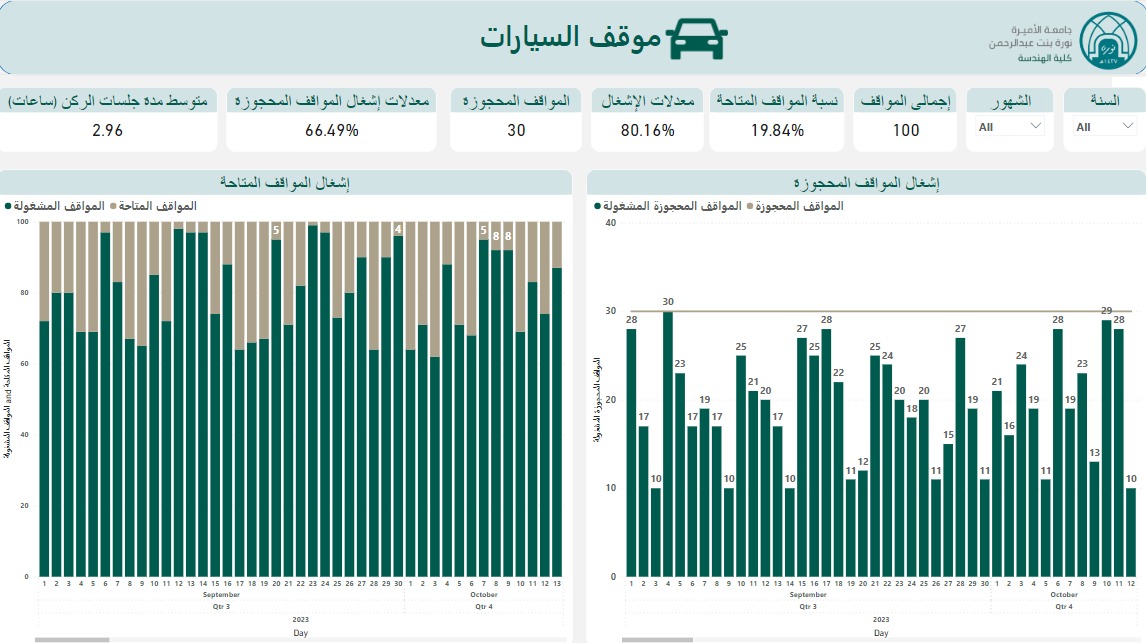 موقف السيارات
جامعة الأميرة
نورة بنت عبدالرحمن
كلية الهندسة
السنة
All
الشهور
All
إجمالي المواقف
100
نسبة المواقف المتاحة
19.84%
معدلات الإشغال
80.16%
المواقف المحجوزة
30
معدلات إشغال المواقف المحجوزة
66.49%
متوسط مدة جلسات الركن (ساعات)
2.96
إشغال المواقف المحجوزة
المواقف المحجوزة المشغولة المواقف المحجوزة
40
30
20
10
0
المواقف المحجوزة المشغولة
28 17 10 30 23 17 19 17 10 25 21 20 17 10 27 25 28 22 11 12 25 24 20 18 20 11 15 27 19 11 21 16 24 19 11 28 19 23 13 29 28 10
1 2 3 4 5 6 7 8 9 10 11 12 13 14 15 16 17 18 19 20 21 22 23 24 25 26 27 28 29 30 1 2 3 4 5 6 7 8 9 10 11 12
September October
Qtr 3 Qtr 4
2023
Day
إشغال المواقف المتاحة
المواقف المشغولة المواقف المتاحة
100
80
60
40
20
0
المواقف المشغولة and المواقف المتاحة
5 4 5 8 8
1 2 3 4 5 6 7 8 9 10 11 12 13 14 15 16 17 18 19 20 21 22 23 24 25 26 27 28 29 30 1 2 3 4 5 6 7 8 9 10 11 12 13
September October
Qtr 3 Qtr 4
2023
Day